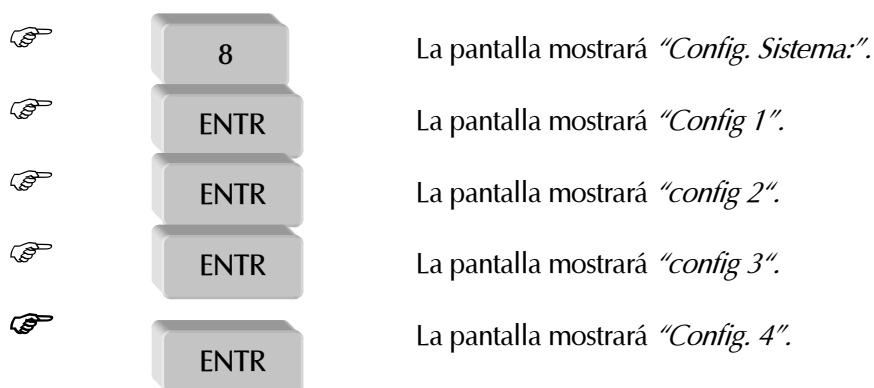 8 La pantalla mostrará “Config. Sistema:”.
ENTR La pantalla mostrará “Config 1”.
ENTR La pantalla mostrará “config 2“.
ENTR La pantalla mostrará “config 3“.
ENTR La pantalla mostrará “Config. 4”.